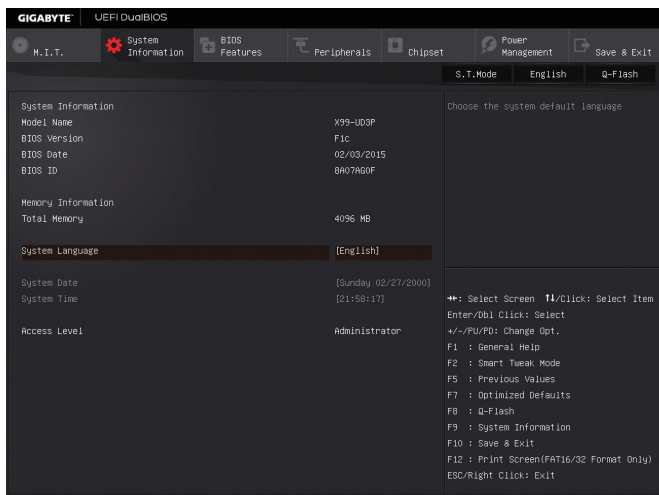 GIGABYTE™ UEFI DualBIOS
M.I.T.
System Information
BIOS Features
Peripherals
Chipset
Power Management
Save & Exit
S.T.Mode English Q-Flash
System Information
Model Name X99-UD3P
BIOS Version F1c
BIOS Date 02/03/2015
BIOS ID 8A07AG0F
Memory Information
Total Memory 4096 MB
System Language [English]
System Date [Sunday 02/27/2000]
System Time [21:58:17]
Access Level Administrator
Choose the system default language
→←: Select Screen ↑↓/Click: Select Item
Enter/Dbl Click: Select
+/-/PU/PD: Change Opt.
F1 : General Help
F2 : Smart Tweak Mode
F5 : Previous Values
F7 : Optimized Defaults
F8 : Q-Flash
F9 : System Information
F10 : Save & Exit
F12 : Print Screen(FAT16/32 Format Only)
ESC/Right Click: Exit